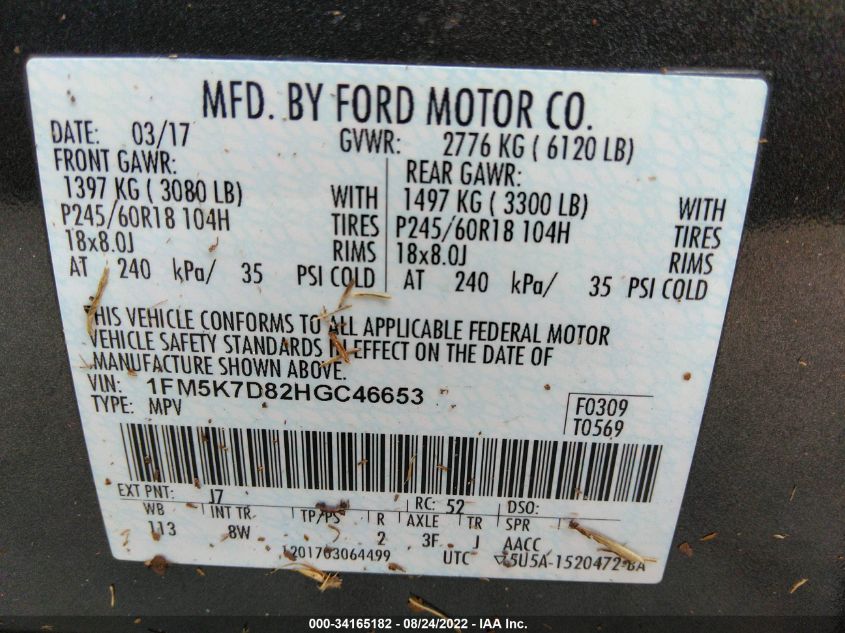 MFD. BY FORD MOTOR CO.
DATE: 03/17 GVWR: 2776 KG ( 6120 LB)
FRONT GAWR: REAR GAWR:
1397 KG ( 3080 LB) WITH 1497 KG ( 3300 LB) WITH
P245/60R18 104H TIRES P245/60R18 104H TIRES
18x8.0J RIMS 18x8.0J RIMS
AT 240 kPa/ 35 PSI COLD AT 240 kPa/ 35 PSI COLD
THIS VEHICLE CONFORMS TO ALL APPLICABLE FEDERAL MOTOR
VEHICLE SAFETY STANDARDS IN EFFECT ON THE DATE OF
MANUFACTURE SHOWN ABOVE.
VIN: 1FM5K7D82HGC46653
TYPE: MPV
F0309
T0569
EXT PNT: J7 RC: 52 DSO:
WB INT TR TP/PS R AXLE TR SPR
113 8W 2 3F J AACC
1201703064499 UTC 5U5A-1520472-BA
000-34165182 - 08/24/2022 - IAA Inc.